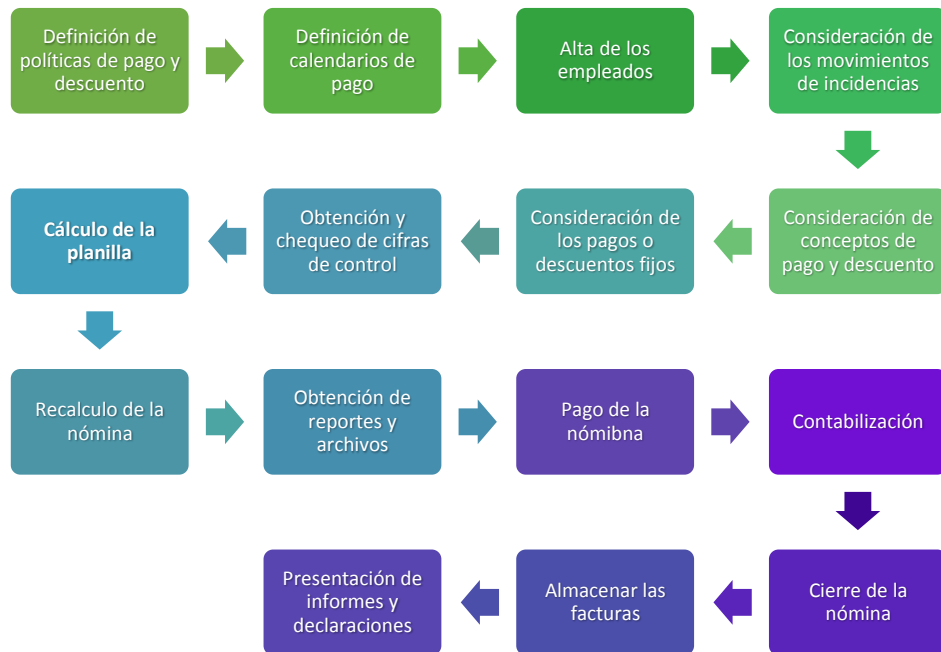 Definición de
políticas de pago y
descuento
Definición de
calendarios de
pago
Alta de los
empleados
Consideración de
los movimientos
de incidencias
Consideración de
conceptos de
pago y descuento
Consideración de
los pagos o
descuentos fijos
Obtención y
chequeo de cifras
de control
Cálculo de la
planilla
Recalculo de la
nómina
Obtención de
reportes y
archivos
Pago de la
nómibna
Contabilización
Cierre de la
nómina
Almacenar las
facturas
Presentación de
informes y
declaraciones